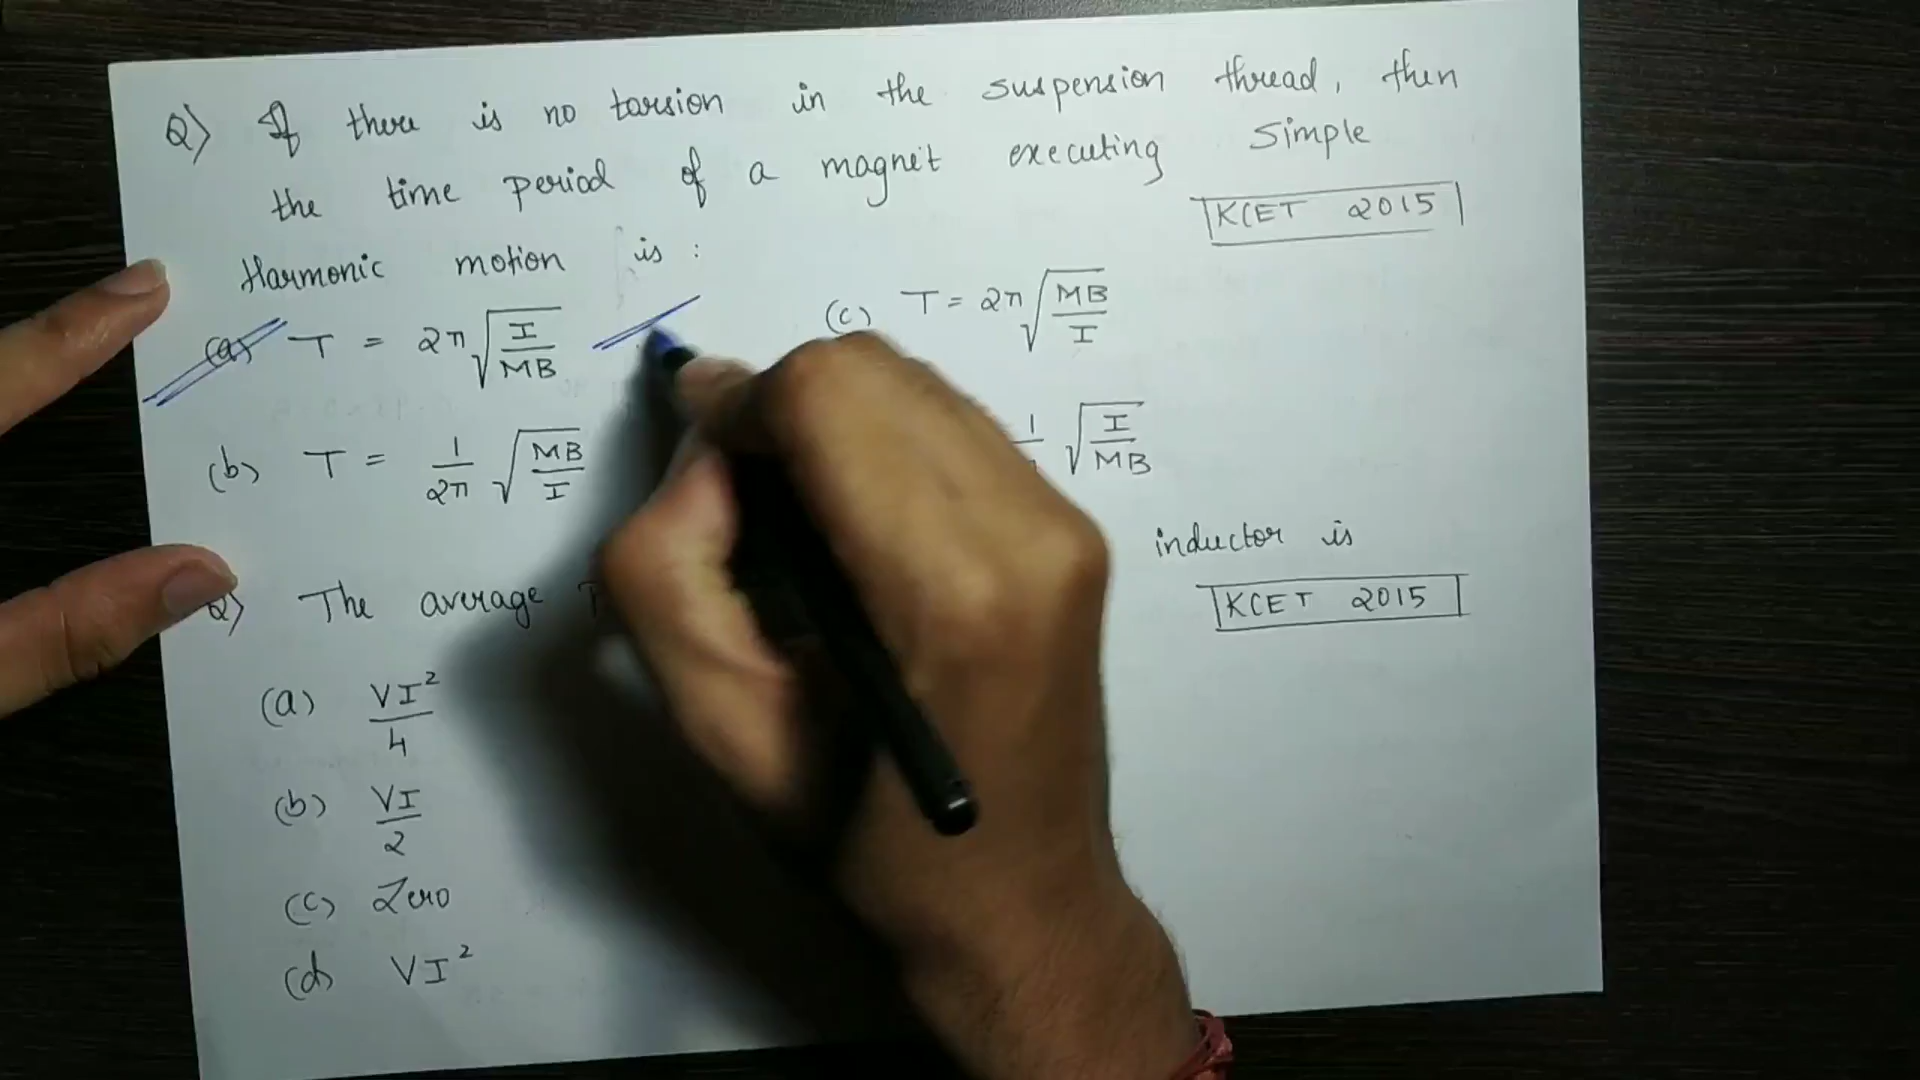 Q) If there is no torsion in the suspension thread, then
the time period of a magnet executing Simple
Harmonic motion is :
KCET 2015
(a) T = 2π√(I/MB)
(c) T = 2π√(MB/I)
(b) T = 1/2π √(MB/I)
√(I/MB)
Q) The average inductor is
KCET 2015
(a) VI²/4
(b) VI/2
(c) Zero
(d) VI²